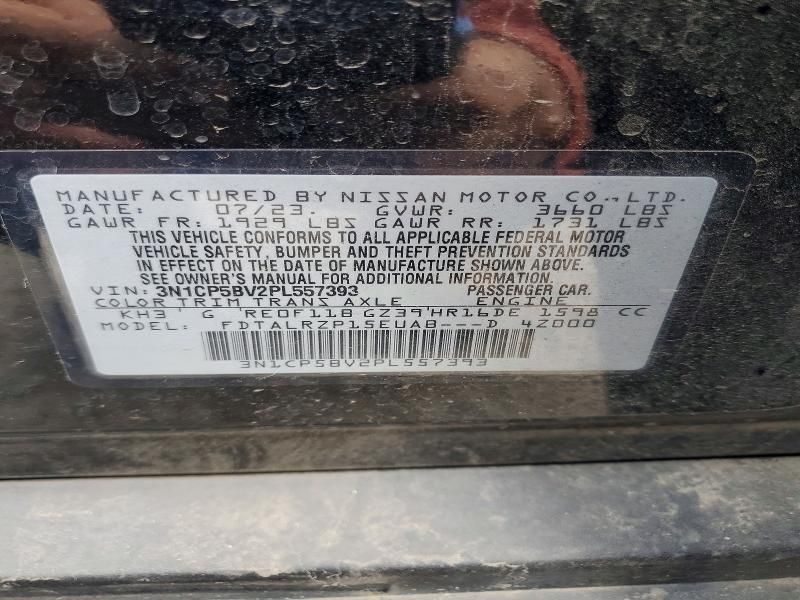 MANUFACTURED BY NISSAN MOTOR CO., LTD.
DATE: 07/23. GVWR: 3660 LBS
GAWR FR: 1929 LBS GAWR RR: 1731 LBS
THIS VEHICLE CONFORMS TO ALL APPLICABLE FEDERAL MOTOR
VEHICLE SAFETY, BUMPER AND THEFT PREVENTION STANDARDS
IN EFFECT ON THE DATE OF MANUFACTURE SHOWN ABOVE.
SEE OWNER'S MANUAL FOR ADDITIONAL INFORMATION.
VIN: 3N1CP5BV2PL557393 PASSENGER CAR.
COLOR TRIM TRANS AXLE ENGINE
KH3 G RE0F11B GZ39 HR16DE 1598 CC
MODEL: FDTALRZP15EUAB---D 4Z000
3N1CP5BV2PL557393